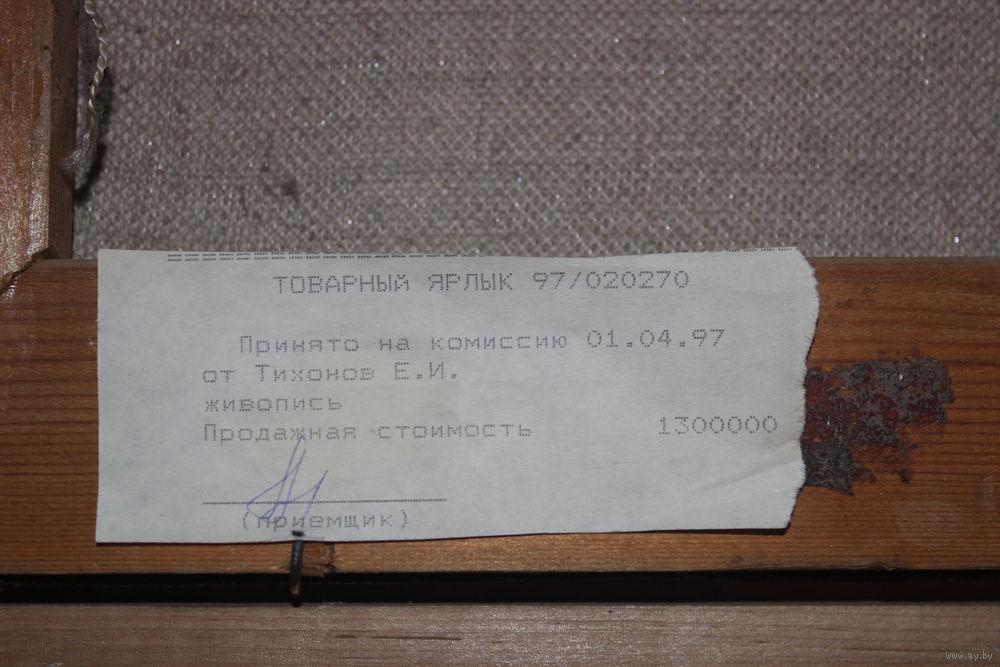 ТОВАРНЫЙ ЯРЛЫК 97/020270
Принято на комиссию 01.04.97
от Тихонов Е.И.
живопись
Продажная стоимость 1300000
(приемщик)
www.ay.by